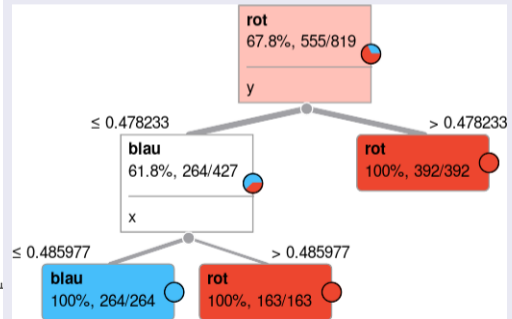 rot
67.8%, 555/819
y
≤ 0.478233
> 0.478233
blau
61.8%, 264/427
x
rot
100%, 392/392
≤ 0.485977
> 0.485977
blau
100%, 264/264
rot
100%, 163/163